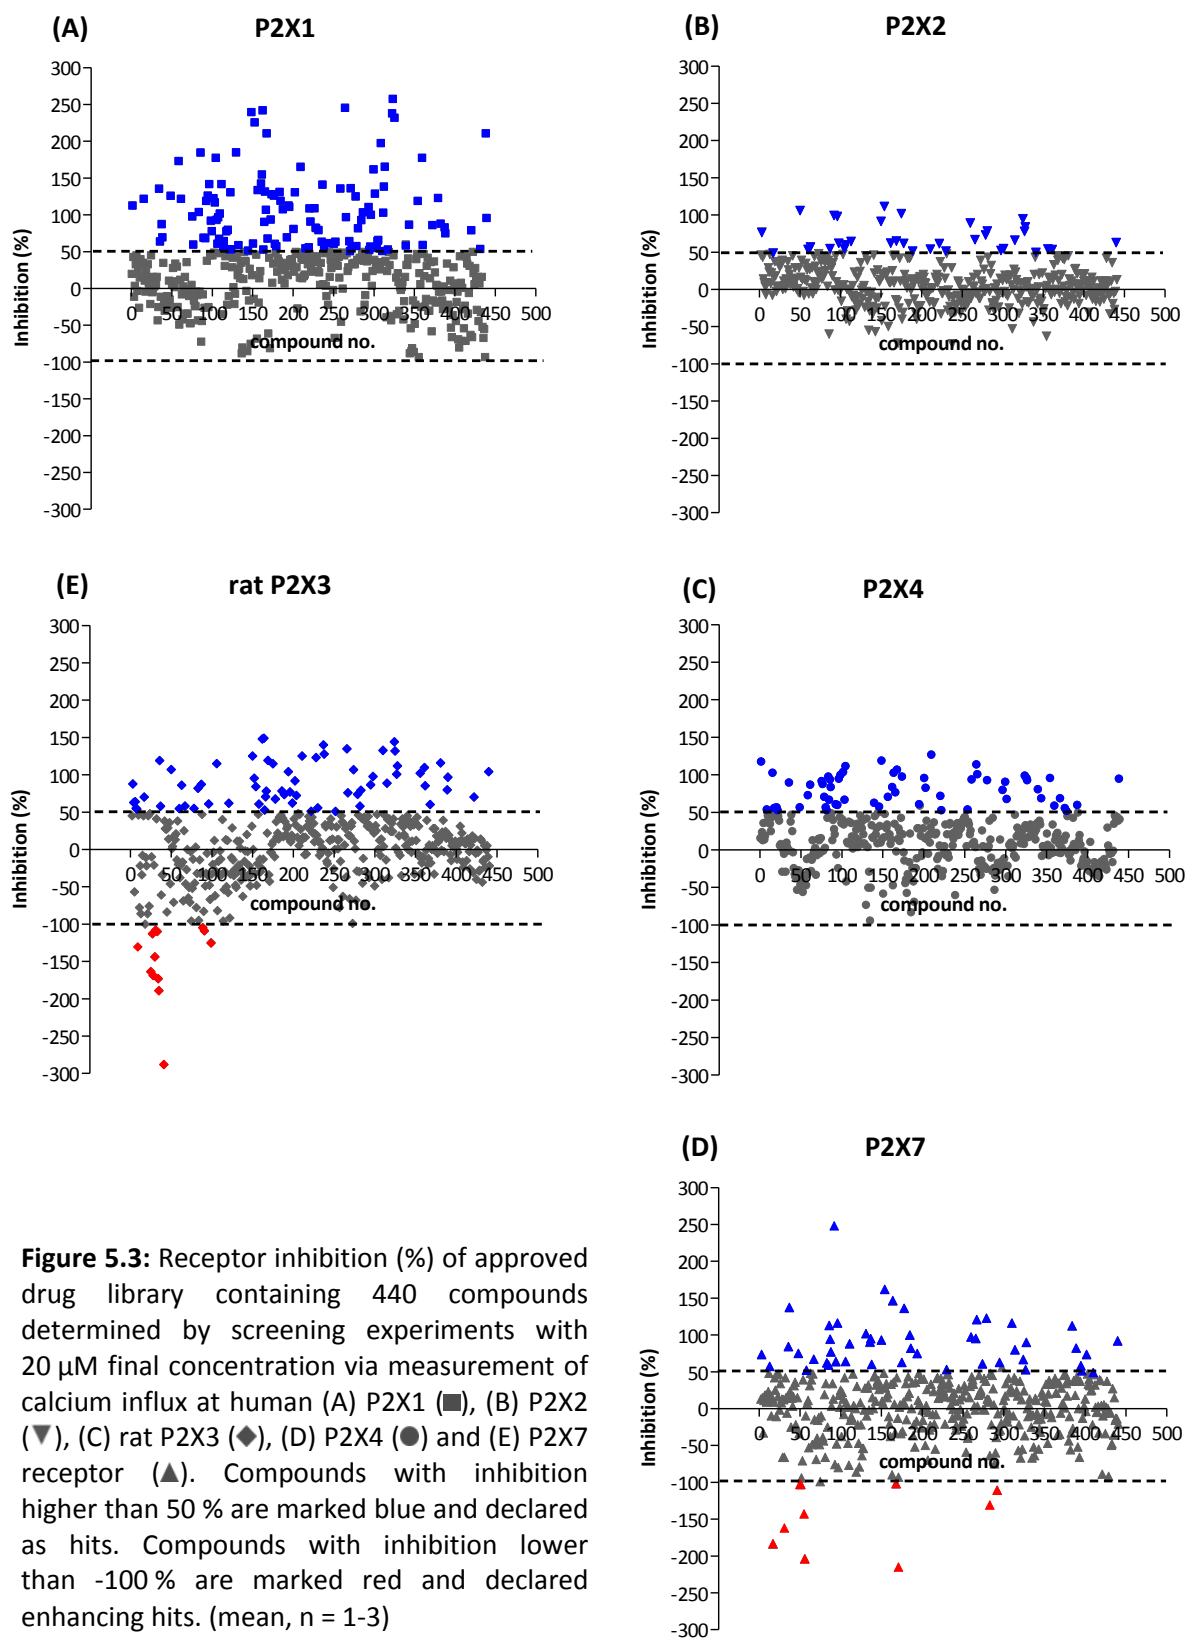 (A) P2X1
300
250
200
150
100
50
0
-50
-100
-150
-200
-250
-300
Inhibition (%)
0 50 100 150 200 250 300 350 400 450 500
compound no.
(B) P2X2
300
250
200
150
100
50
0
-50
-100
-150
-200
-250
-300
Inhibition (%)
0 50 100 150 200 250 300 350 400 450 500
compound no.
(E) rat P2X3
300
250
200
150
100
50
0
-50
-100
-150
-200
-250
-300
Inhibition (%)
0 50 100 150 200 250 300 350 400 450 500
compound no.
(C) P2X4
300
250
200
150
100
50
0
-50
-100
-150
-200
-250
-300
Inhibition (%)
0 50 100 150 200 250 300 350 400 450 500
compound no.
(D) P2X7
300
250
200
150
100
50
0
-50
-100
-150
-200
-250
-300
Inhibition (%)
0 50 100 150 200 250 300 350 400 450 500
compound no.
Figure 5.3: Receptor inhibition (%) of approved
drug library containing 440 compounds
determined by screening experiments with
20 µM final concentration via measurement of
calcium influx at human (A) P2X1 (■), (B) P2X2
(▼), (C) rat P2X3 (◆), (D) P2X4 (●) and (E) P2X7
receptor (▲). Compounds with inhibition
higher than 50 % are marked blue and declared
as hits. Compounds with inhibition lower
than -100 % are marked red and declared
enhancing hits. (mean, n = 1-3)